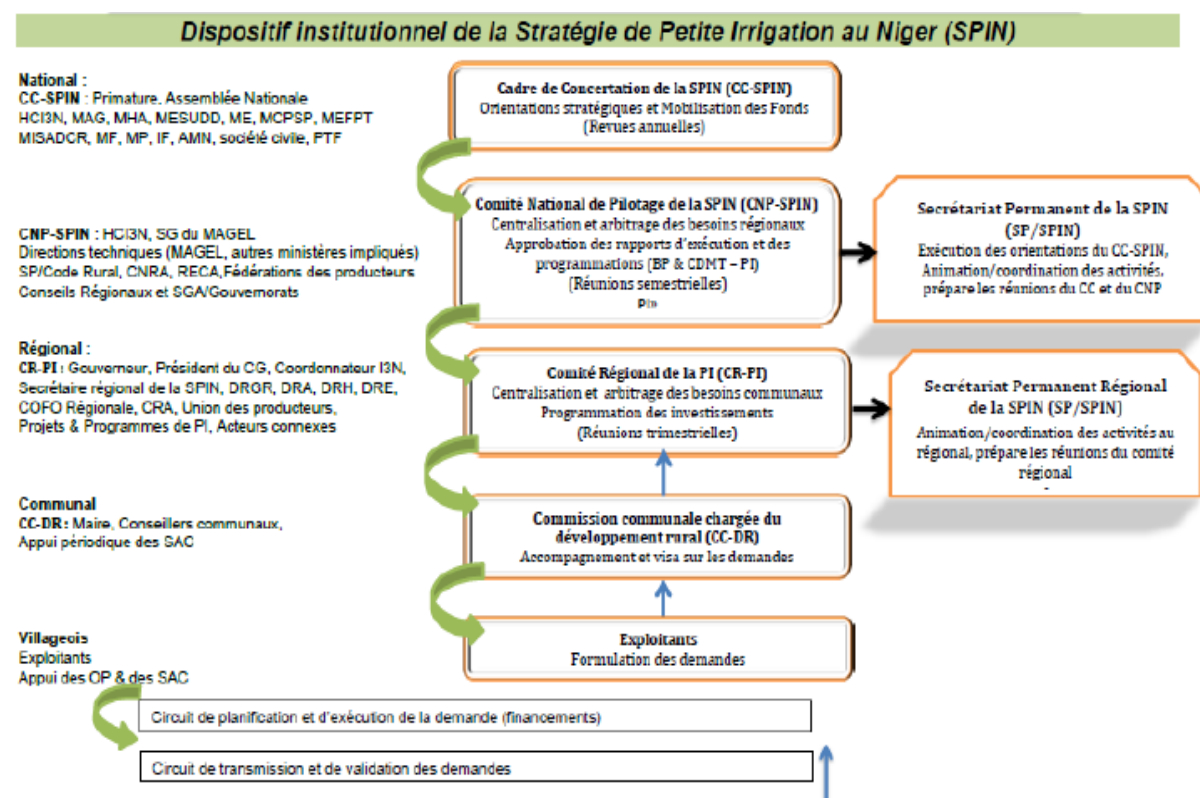 Dispositif institutionnel de la Stratégie de Petite Irrigation au Niger (SPIN)
National :
CC-SPIN : Primature. Assemblée Nationale
HCI3N, MAG, MHA, MESUDD, ME, MCPSP, MEFPT
MISADCR, MF, MP, IF, AMN, société civile, PTF
Cadre de Concertation de la SPIN (CC-SPIN)
Orientations stratégiques et Mobilisation des Fonds
(Revues annuelles)
CNP-SPIN : HCI3N, SG du MAGEL
Directions techniques (MAGEL, autres ministères impliqués)
SP/Code Rural, CNRA, RECA,Fédérations des producteurs
Conseils Régionaux et SGA/Gouvernorats
Comité National de Pilotage de la SPIN (CNP-SPIN)
Centralisation et arbitrage des besoins régionaux
Approbation des rapports d'exécution et des
programmations (BP & CDMT – PI)
(Réunions semestrielles)
Secrétariat Permanent de la SPIN
(SP/SPIN)
Exécution des orientations du CC-SPIN,
Animation/coordination des activités,
prépare les réunions du CC et du CNP
Régional :
CR-PI : Gouverneur, Président du CG, Coordonnateur I3N,
Secrétaire régional de la SPIN, DRGR, DRA, DRH, DRE,
COFO Régionale, CRA, Union des producteurs,
Projets & Programmes de PI, Acteurs connexes
Comité Régional de la PI (CR-PI)
Centralisation et arbitrage des besoins communaux
Programmation des investissements
(Réunions trimestrielles)
Secrétariat Permanent Régional
de la SPIN (SP/SPIN)
Animation/coordination des activités au
régional, prépare les réunions du comité
régional
-
Communal
CC-DR : Maire, Conseillers communaux,
Appui périodique des SAC
Commission communale chargée du
développement rural (CC-DR)
Accompagnement et visa sur les demandes
Villageois
Exploitants
Appui des OP & des SAC
Exploitants
Formulation des demandes
Circuit de planification et d'exécution de la demande (financements)
Circuit de transmission et de validation des demandes